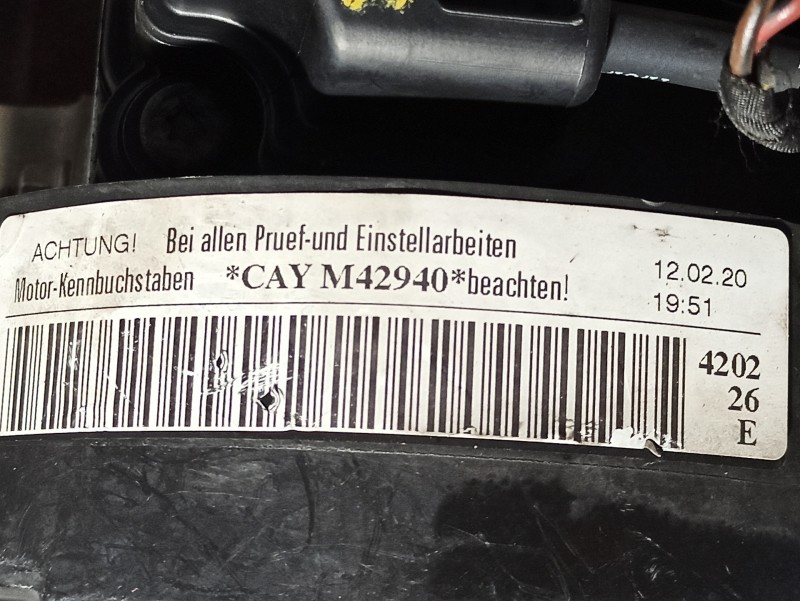 ACHTUNG! Bei allen Pruef-und Einstellarbeiten
Motor-Kennbuchstaben *CAY M42940*beachten!
12.02.20
19:51
4202
26
E